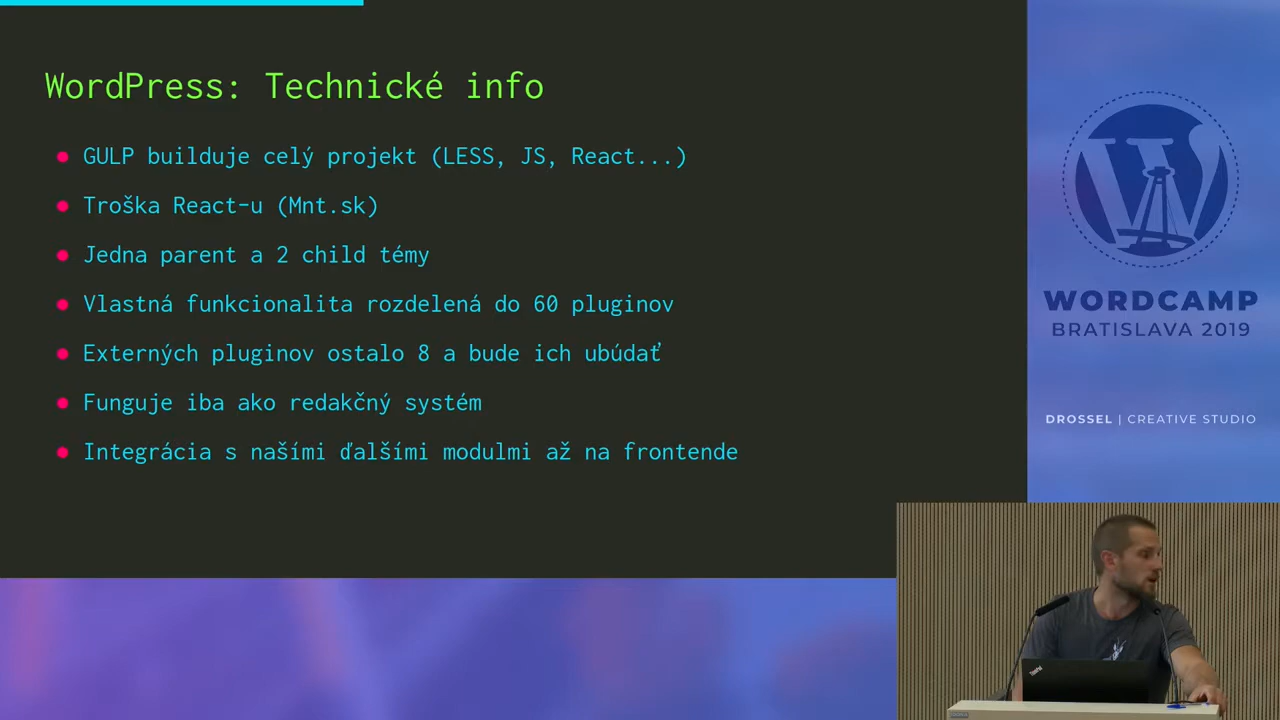 WordPress: Technické info
GULP builduje celý projekt (LESS, JS, React...)
Troška React-u (Mnt.sk)
Jedna parent a 2 child témy
Vlastná funkcionalita rozdelená do 60 pluginov
Externých pluginov ostalo 8 a bude ich ubúdať
Funguje iba ako redakčný systém
Integrácia s našími ďalšími modulmi až na frontende
WORDCAMP
BRATISLAVA 2019
DROSSEL | CREATIVE STUDIO
ThinkPad